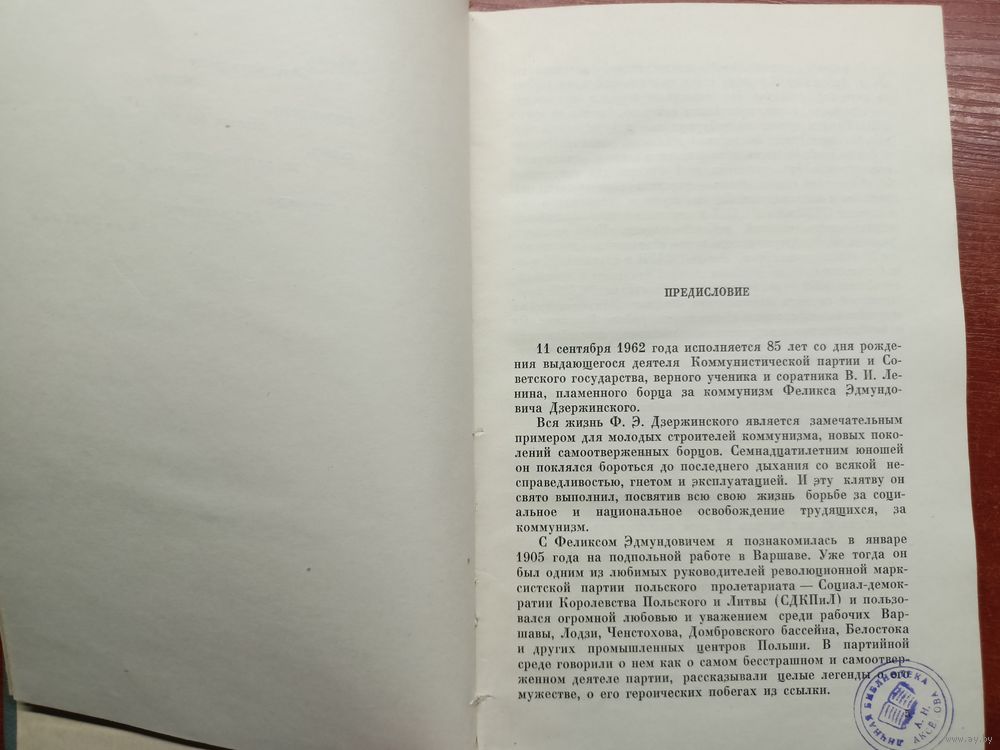 ПРЕДИСЛОВИЕ
11 сентября 1962 года исполняется 85 лет со дня рожде-
ния выдающегося деятеля Коммунистической партии и Со-
ветского государства, верного ученика и соратника В. И. Ле-
нина, пламенного борца за коммунизм Феликса Эдмундо-
вича Дзержинского.
Вся жизнь Ф. Э. Дзержинского является замечательным
примером для молодых строителей коммунизма, новых поко-
лений самоотверженных борцов. Семнадцатилетним юношей
он поклялся бороться до последнего дыхания со всякой не-
справедливостью, гнетом и эксплуатацией. И эту клятву он
свято выполнил, посвятив всю свою жизнь борьбе за соци-
альное и национальное освобождение трудящихся, за
коммунизм.
С Феликсом Эдмундовичем я познакомилась в январе
1905 года на подпольной работе в Варшаве. Уже тогда он
был одним из любимых руководителей революционной марк-
систской партии польского пролетариата — Социал-демок-
ратии Королевства Польского и Литвы (СДКПиЛ) и пользо-
вался огромной любовью и уважением среди рабочих Вар-
шавы, Лодзи, Ченстохова, Домбровского бассейна, Белостока
и других промышленных центров Польши. В партийной
среде говорили о нем как о самом бесстрашном и самоотвер-
женном деятеле партии, рассказывали целые легенды о его
мужестве, о его героических побегах из ссылки.
БИБЛИОТЕКА
А. Н.
www.ay.by